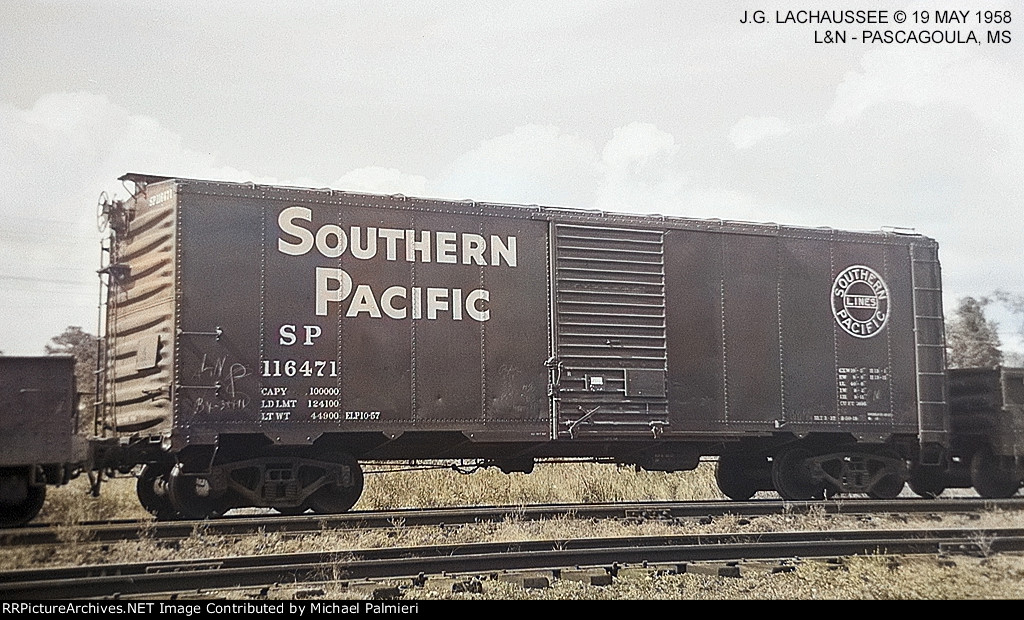 J.G. LACHAUSSEE © 19 MAY 1958
L&N - PASCAGOULA, MS
SOUTHERN
PACIFIC
SP
116471
CAPY 100000
LD LMT 124100
LT WT 44900 ELP10-57
SOUTHERN
LINES
PACIFIC
LN
RRPictureArchives.NET Image Contributed by Michael Palmieri